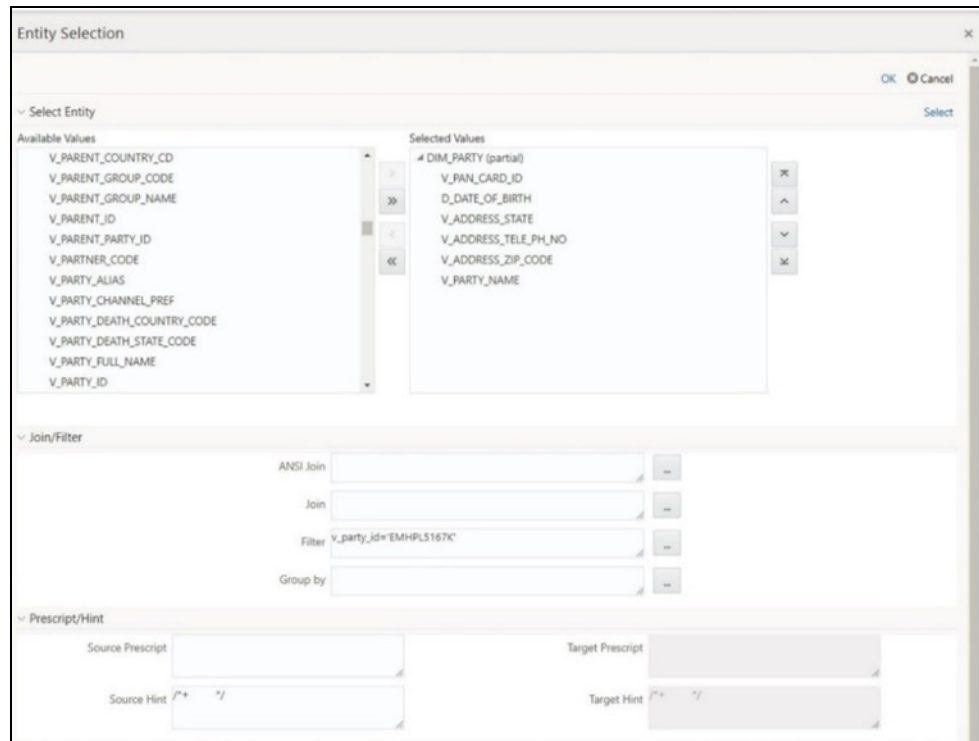 Entity Selection
×
OK Cancel
Select Entity
Select
Available Values
V_PARENT_COUNTRY_CD
V_PARENT_GROUP_CODE
V_PARENT_GROUP_NAME
V_PARENT_ID
V_PARENT_PARTY_ID
V_PARTNER_CODE
V_PARTY_ALIAS
V_PARTY_CHANNEL_PREF
V_PARTY_DEATH_COUNTRY_CODE
V_PARTY_DEATH_STATE_CODE
V_PARTY_FULL_NAME
V_PARTY_ID
Selected Values
DIM_PARTY (partial)
V_PAN_CARD_ID
D_DATE_OF_BIRTH
V_ADDRESS_STATE
V_ADDRESS_TELE_PH_NO
V_ADDRESS_ZIP_CODE
V_PARTY_NAME
Join/Filter
ANSI Join ...
Join ...
Filter v_party_id='EMHPL5167K' ...
Group by ...
Prescript/Hint
Source Prescript Target Prescript
Source Hint /*+ */ Target Hint /*+ */